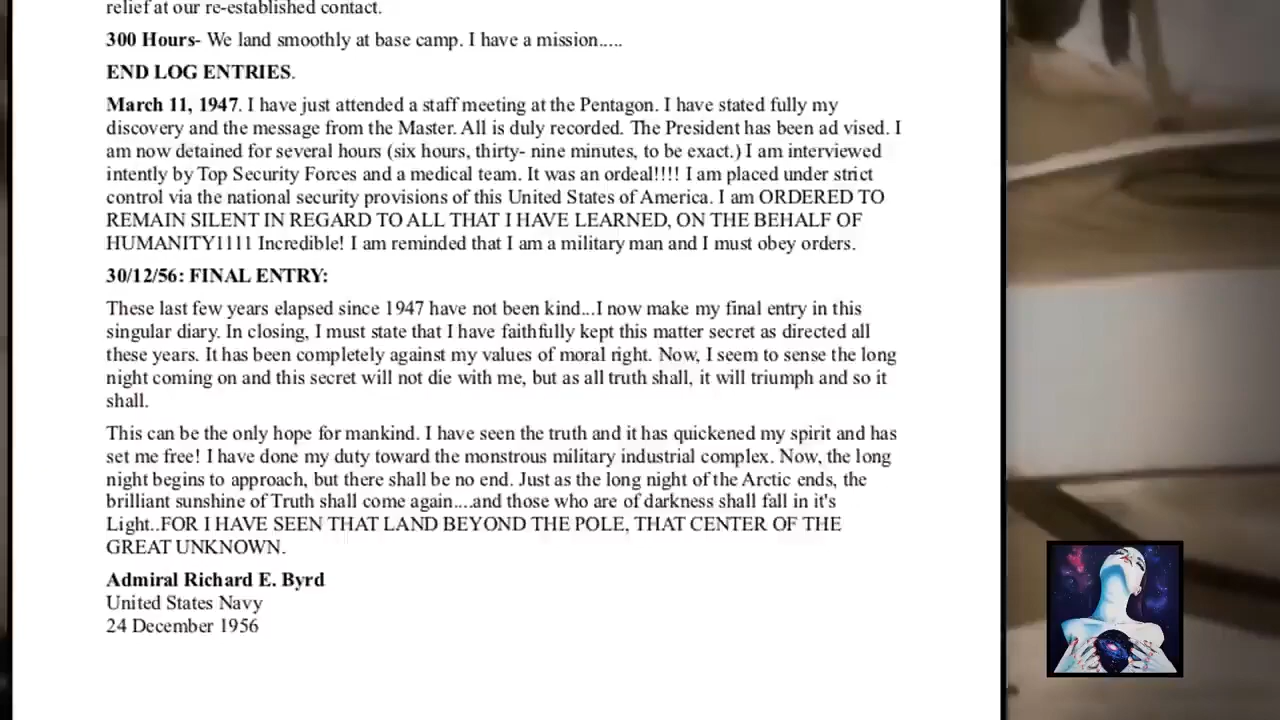 relief at our re-established contact.
300 Hours- We land smoothly at base camp. I have a mission.....
END LOG ENTRIES.
March 11, 1947. I have just attended a staff meeting at the Pentagon. I have stated fully my
discovery and the message from the Master. All is duly recorded. The President has been ad vised. I
am now detained for several hours (six hours, thirty- nine minutes, to be exact.) I am interviewed
intently by Top Security Forces and a medical team. It was an ordeal!!!! I am placed under strict
control via the national security provisions of this United States of America. I am ORDERED TO
REMAIN SILENT IN REGARD TO ALL THAT I HAVE LEARNED, ON THE BEHALF OF
HUMANITY1111 Incredible! I am reminded that I am a military man and I must obey orders.
30/12/56: FINAL ENTRY:
These last few years elapsed since 1947 have not been kind...I now make my final entry in this
singular diary. In closing, I must state that I have faithfully kept this matter secret as directed all
these years. It has been completely against my values of moral right. Now, I seem to sense the long
night coming on and this secret will not die with me, but as all truth shall, it will triumph and so it
shall.
This can be the only hope for mankind. I have seen the truth and it has quickened my spirit and has
set me free! I have done my duty toward the monstrous military industrial complex. Now, the long
night begins to approach, but there shall be no end. Just as the long night of the Arctic ends, the
brilliant sunshine of Truth shall come again....and those who are of darkness shall fall in it's
Light..FOR I HAVE SEEN THAT LAND BEYOND THE POLE, THAT CENTER OF THE
GREAT UNKNOWN.
Admiral Richard E. Byrd
United States Navy
24 December 1956